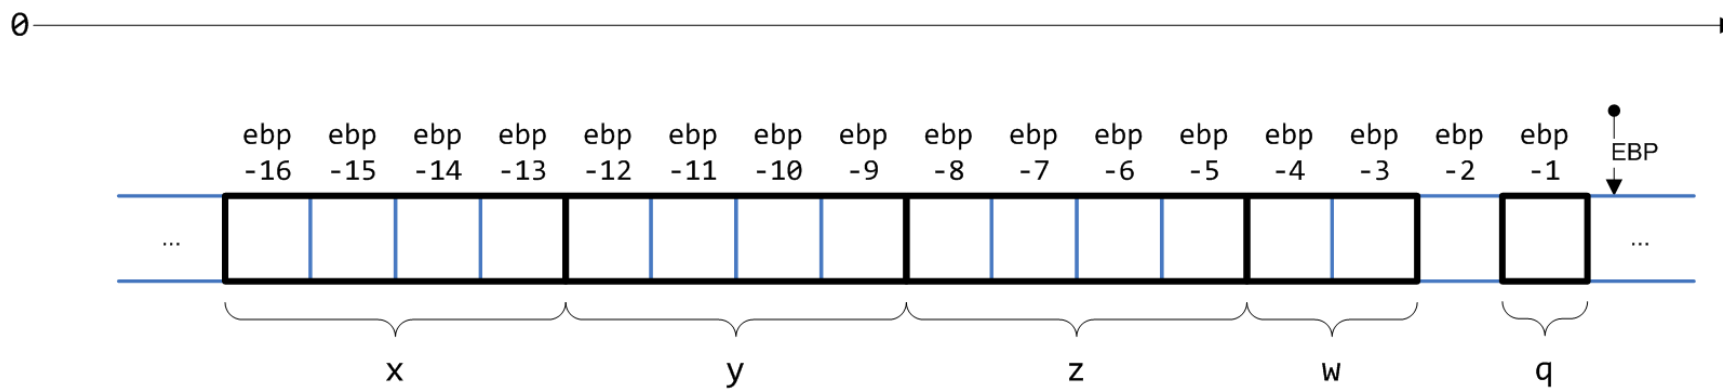 0
ebp ebp ebp ebp ebp ebp ebp ebp ebp ebp ebp ebp ebp ebp ebp ebp
-16 -15 -14 -13 -12 -11 -10 -9 -8 -7 -6 -5 -4 -3 -2 -1
EBP
... ...
x y z w q